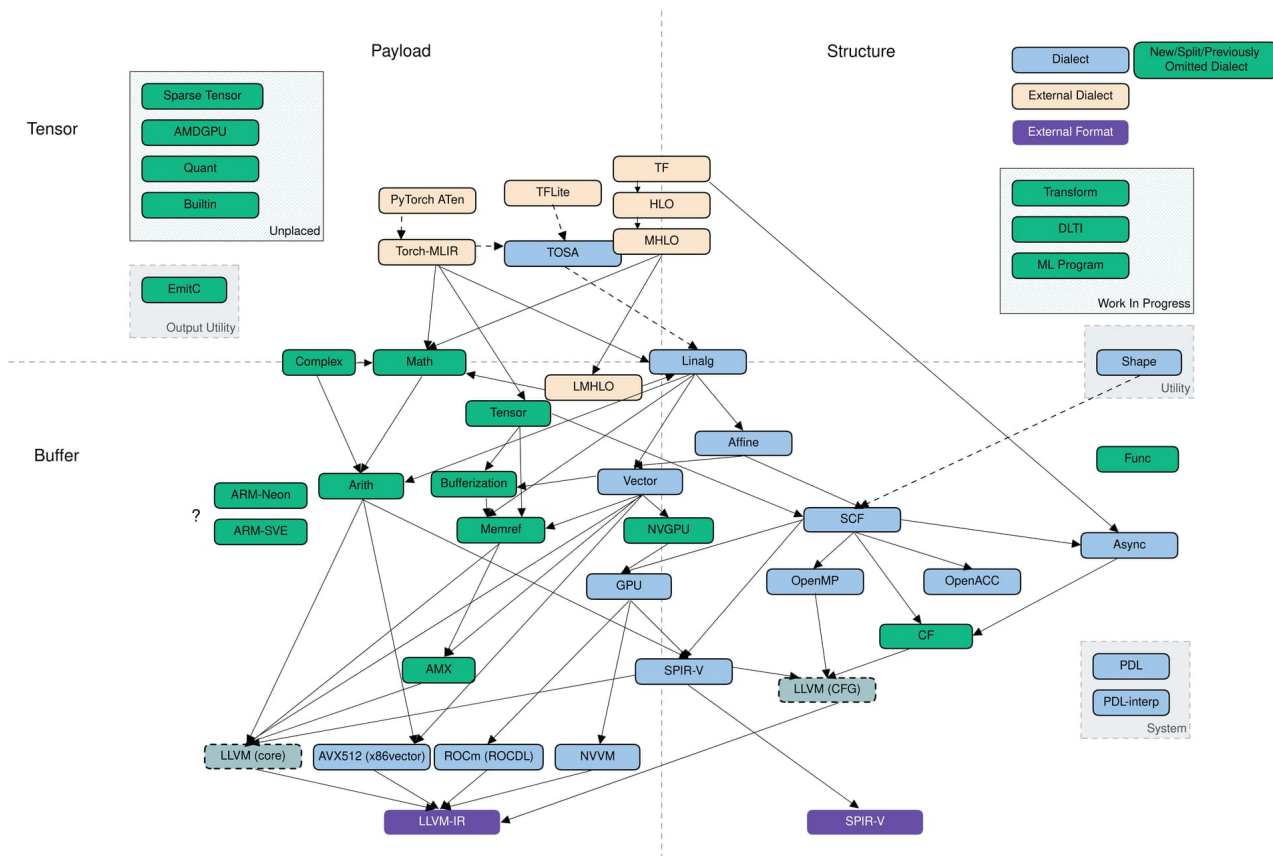 Payload
Structure
Dialect
New/Split/Previously
Omitted Dialect
External Dialect
External Format
Tensor
Sparse Tensor
AMDGPU
Quant
Builtin
Unplaced
TF
PyTorch ATen
TFLite
HLO
Torch-MLIR
TOSA
MHLO
Transform
DLTI
ML Program
Work In Progress
EmitC
Output Utility
Complex
Math
Linalg
Shape
Utility
LMHLO
Tensor
Affine
Buffer
Func
ARM-Neon
?
ARM-SVE
Arith
Bufferization
Vector
Memref
NVGPU
SCF
Async
GPU
OpenMP
OpenACC
CF
AMX
SPIR-V
LLVM (CFG)
PDL
PDL-interp
System
LLVM (core)
AVX512 (x86vector)
ROCm (ROCDL)
NVVM
LLVM-IR
SPIR-V